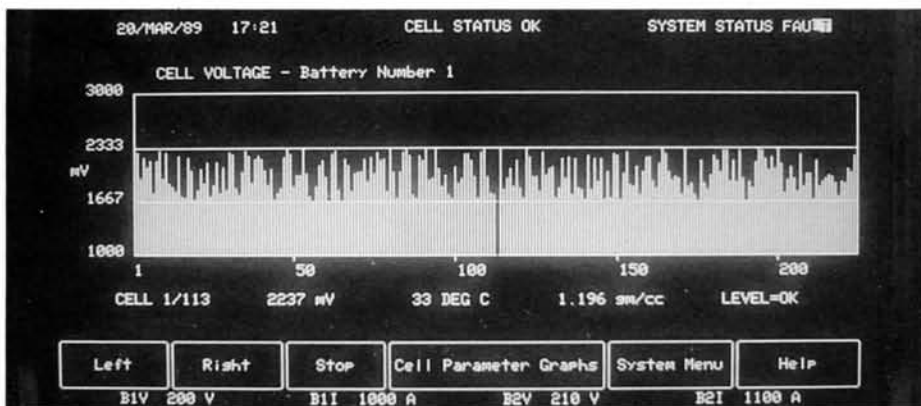 20/MAR/89 17:21 CELL STATUS OK SYSTEM STATUS
CELL VOLTAGE - Battery Number 1
3000
2333
mV
1667
1000
1 50 100 150 200
CELL 1/113 2237 mV 33 DEG C 1.196 gm/cc LEVEL=OK
Left Right Stop Cell Parameter Graphs System Menu Help
B1V 200 V B1I 1000 A B2V 210 V B2I 1100 A